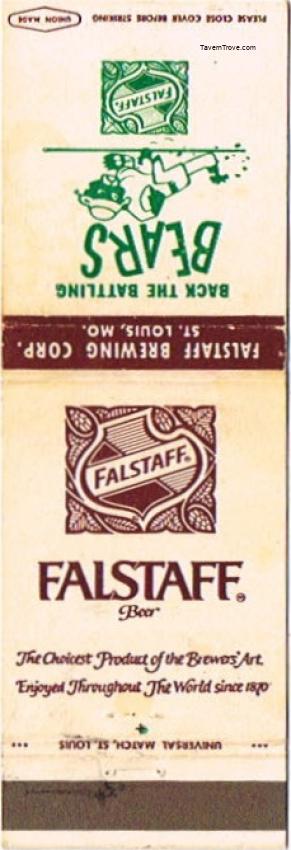 PLEASE CLOSE COVER BEFORE STRIKING
UNION MADE
TavernTrove.com
FALSTAFF®
BACK THE BATTLING
BEARS
FALSTAFF BREWING CORP.
ST. LOUIS, MO.
FALSTAFF®
FALSTAFF®
Beer
The Choicest Product of the Brewers' Art.
Enjoyed Throughout The World since 1870
*** UNIVERSAL MATCH, ST. LOUIS ***